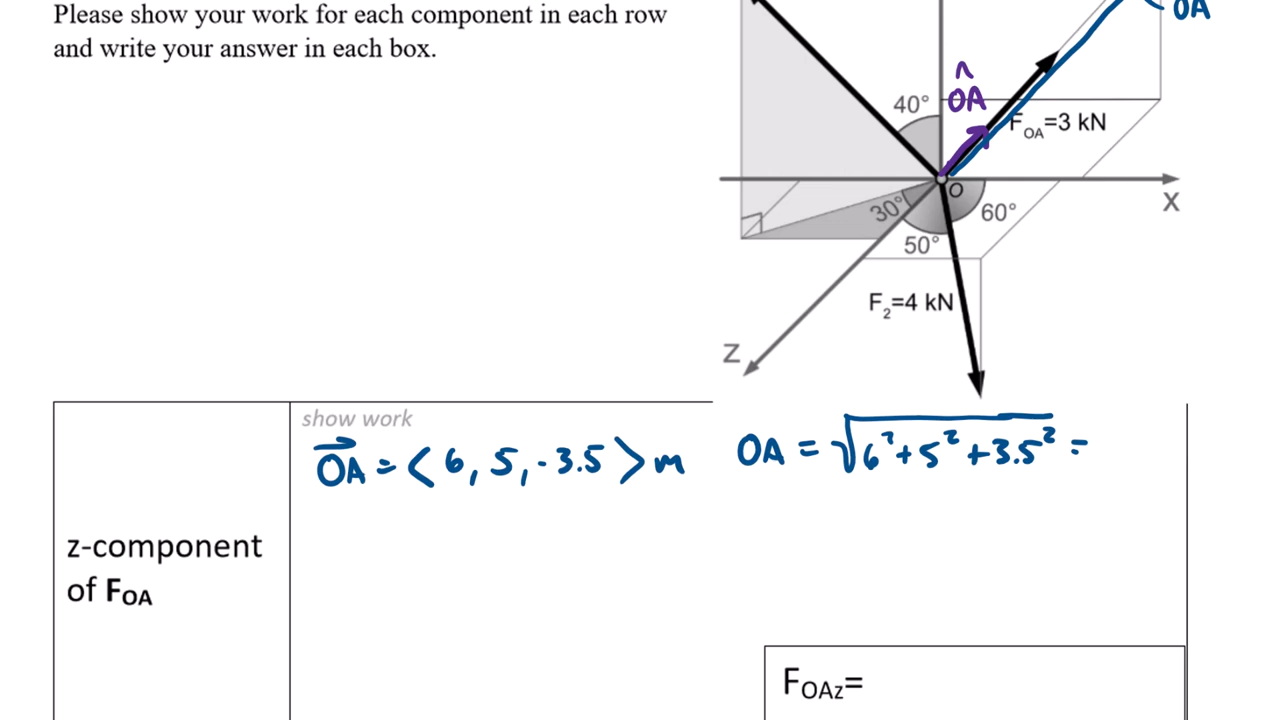 Please show your work for each component in each row
and write your answer in each box.
OA
40°
^
OA
F_OA=3 kN
X
O
30°
60°
50°
F_2=4 kN
Z
show work
→
OA = < 6, 5, -3.5 > m OA = √6²+5²+3.5² =
z-component
of F_OA
F_OAz=